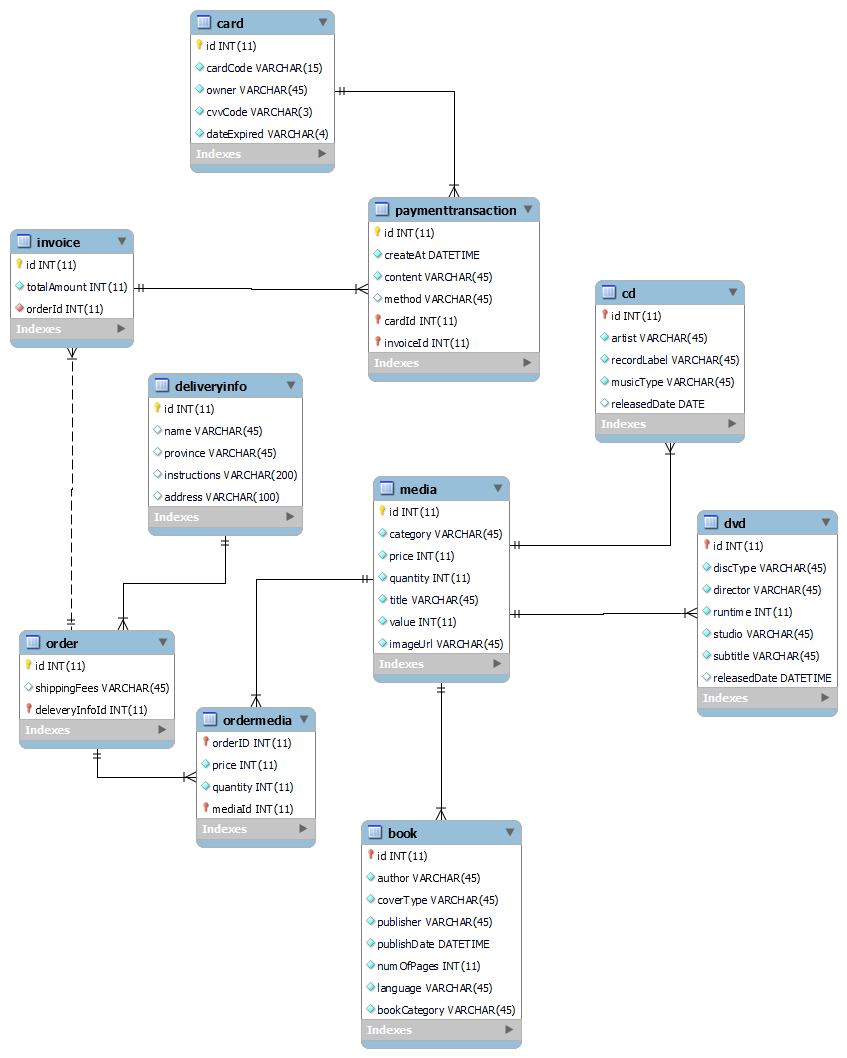 card
id INT(11)
cardCode VARCHAR(15)
owner VARCHAR(45)
cvvCode VARCHAR(3)
dateExpired VARCHAR(4)
Indexes
paymenttransaction
id INT(11)
createAt DATETIME
content VARCHAR(45)
method VARCHAR(45)
cardId INT(11)
invoiceId INT(11)
Indexes
invoice
id INT(11)
totalAmount INT(11)
orderId INT(11)
Indexes
cd
id INT(11)
artist VARCHAR(45)
recordLabel VARCHAR(45)
musicType VARCHAR(45)
releasedDate DATE
Indexes
deliveryinfo
id INT(11)
name VARCHAR(45)
province VARCHAR(45)
instructions VARCHAR(200)
address VARCHAR(100)
Indexes
media
id INT(11)
category VARCHAR(45)
price INT(11)
quantity INT(11)
title VARCHAR(45)
value INT(11)
imageUrl VARCHAR(45)
Indexes
dvd
id INT(11)
discType VARCHAR(45)
director VARCHAR(45)
runtime INT(11)
studio VARCHAR(45)
subtitle VARCHAR(45)
releasedDate DATETIME
Indexes
order
id INT(11)
shippingFees VARCHAR(45)
deleveryInfoId INT(11)
Indexes
ordermedia
orderID INT(11)
price INT(11)
quantity INT(11)
mediaId INT(11)
Indexes
book
id INT(11)
author VARCHAR(45)
coverType VARCHAR(45)
publisher VARCHAR(45)
publishDate DATETIME
numOfPages INT(11)
language VARCHAR(45)
bookCategory VARCHAR(45)
Indexes